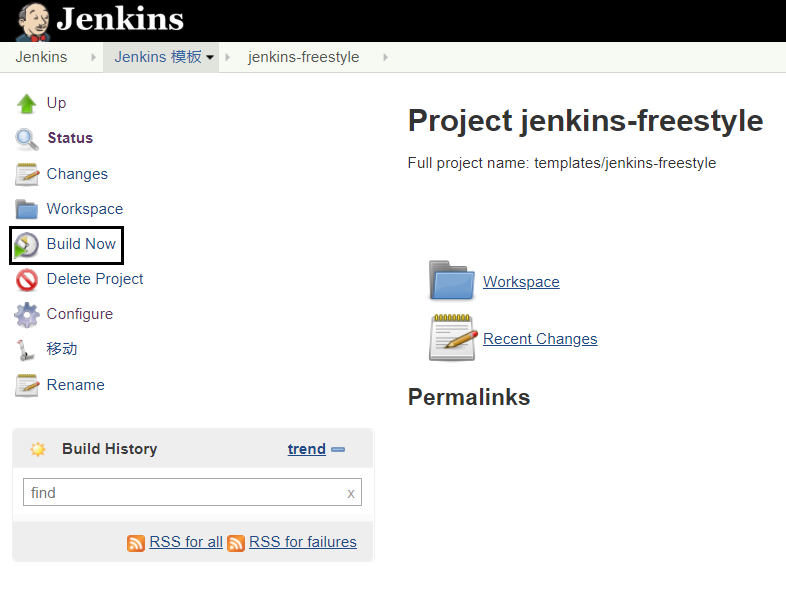 Jenkins
Jenkins Jenkins 模板 jenkins-freestyle
Up
Status
Changes
Workspace
Build Now
Delete Project
Configure
移动
Rename
Build History trend
find x
RSS for all RSS for failures
Project jenkins-freestyle
Full project name: templates/jenkins-freestyle
Workspace
Recent Changes
Permalinks